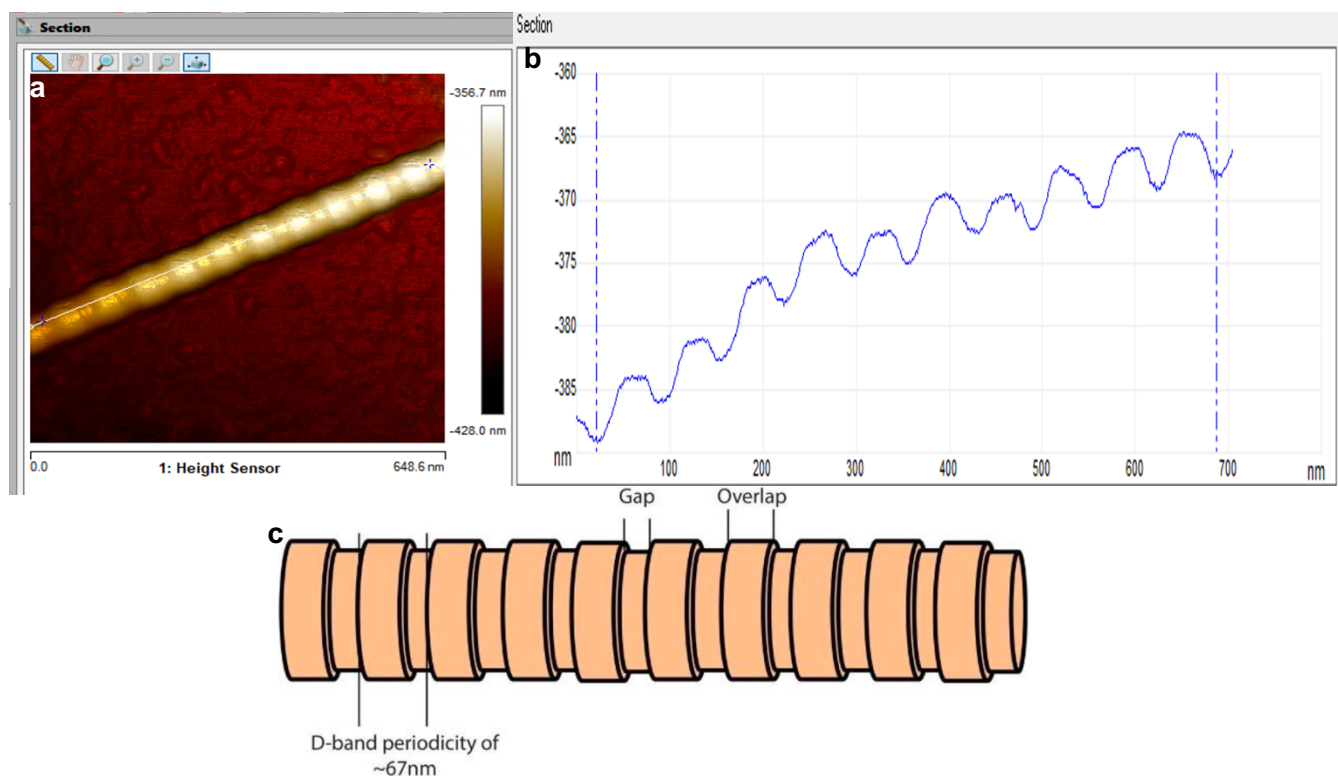 Section
a
-356.7 nm
-428.0 nm
0.0 1: Height Sensor 648.6 nm
Section
b
-360
-365
-370
-375
-380
-385
nm 100 200 300 400 500 600 700 nm
Gap Overlap
c
D-band periodicity of
~67nm